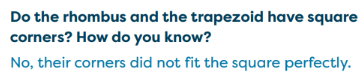 Do the rhombus and the trapezoid have square
corners? How do you know?
No, their corners did not fit the square perfectly.